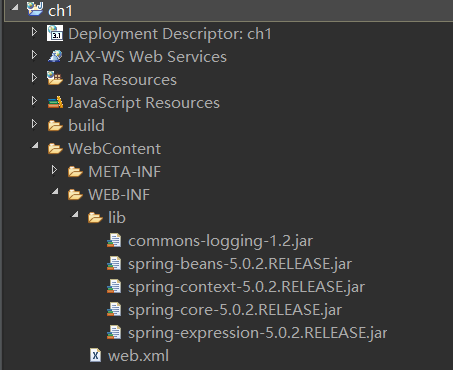 ch1
Deployment Descriptor: ch1
JAX-WS Web Services
Java Resources
JavaScript Resources
build
WebContent
META-INF
WEB-INF
lib
commons-logging-1.2.jar
spring-beans-5.0.2.RELEASE.jar
spring-context-5.0.2.RELEASE.jar
spring-core-5.0.2.RELEASE.jar
spring-expression-5.0.2.RELEASE.jar
web.xml